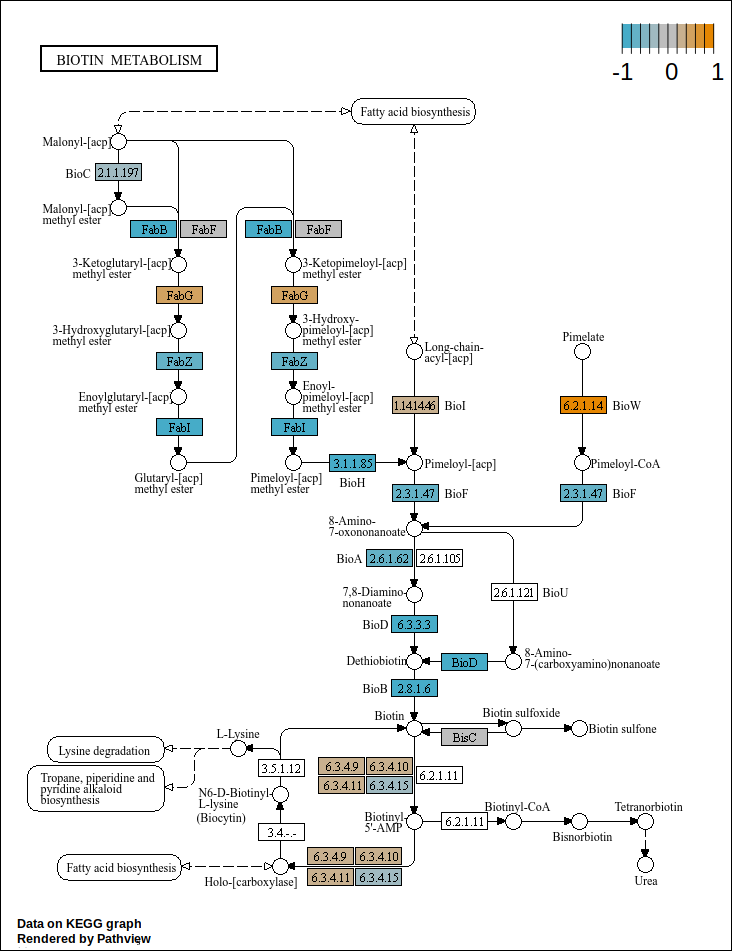 BIOTIN METABOLISM
-1 0 1
Fatty acid biosynthesis
Malonyl-[acp]
BioC 2.1.1.197
Malonyl-[acp]
methyl ester
FabB FabF FabB FabF
3-Ketoglutaryl-[acp]
methyl ester
3-Ketopimeloyl-[acp]
methyl ester
FabG FabG
3-Hydroxyglutaryl-[acp]
methyl ester
3-Hydroxy-
pimeloyl-[acp]
methyl ester
Long-chain-
acyl-[acp]
Pimelate
FabZ FabZ
Enoylglutaryl-[acp]
methyl ester
Enoyl-
pimeloyl-[acp]
methyl ester
1.14.14.46 BioI
6.2.1.14 BioW
FabI FabI
Glutaryl-[acp]
methyl ester
Pimeloyl-[acp]
methyl ester
3.1.1.85
BioH
Pimeloyl-[acp]
Pimeloyl-CoA
2.3.1.47 BioF
2.3.1.47 BioF
8-Amino-
7-oxononanoate
BioA 2.6.1.62 2.6.1.105
7,8-Diamino-
nonanoate
2.6.1.121 BioU
BioD 6.3.3.3
Dethiobiotin
BioD
8-Amino-
7-(carboxyamino)nonanoate
BioB 2.8.1.6
Biotin
Biotin sulfoxide
Biotin sulfone
BisC
L-Lysine
Lysine degradation
Tropane, piperidine and
pyridine alkaloid
biosynthesis
3.5.1.12
6.3.4.9 6.3.4.10
6.3.4.11 6.3.4.15
6.2.1.11
N6-D-Biotinyl-
L-lysine
(Biocytin)
Biotinyl-
5'-AMP
3.4.-.-
6.2.1.11
Biotinyl-CoA
Bisnorbiotin
Tetranorbiotin
Urea
Fatty acid biosynthesis
Holo-[carboxylase]
6.3.4.9 6.3.4.10
6.3.4.11 6.3.4.15
Data on KEGG graph
Rendered by Pathview